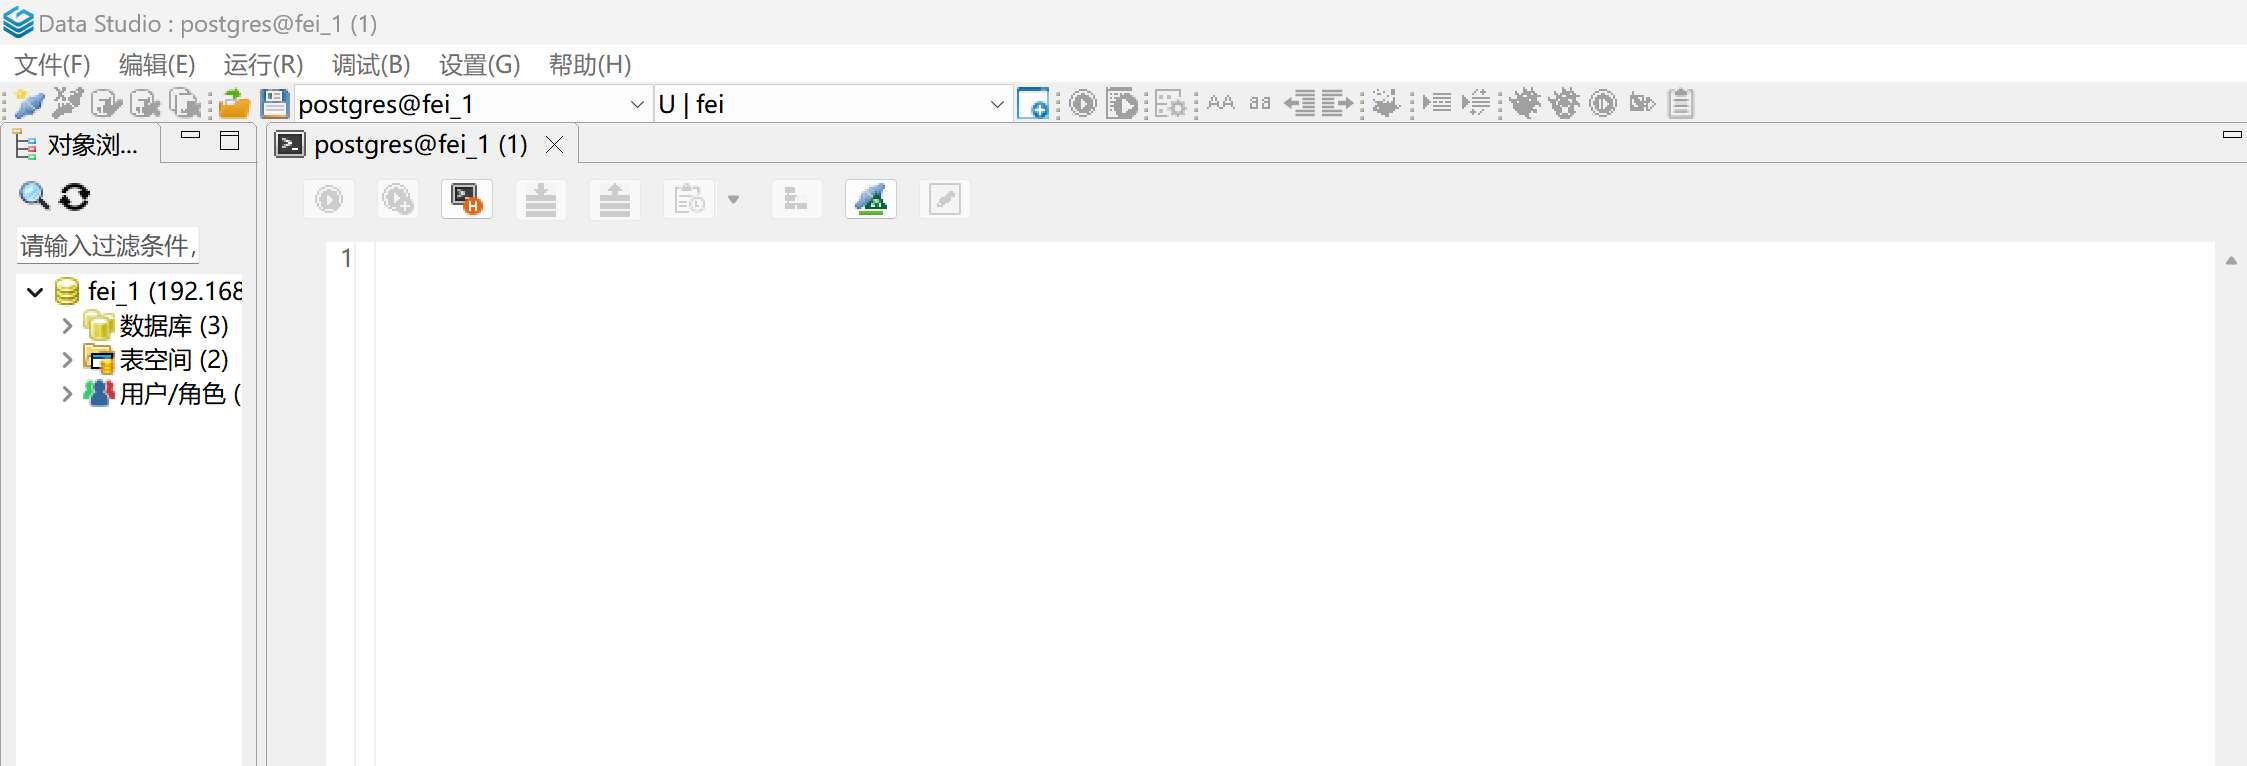 Data Studio : postgres@fei_1 (1)
文件(F) 编辑(E) 运行(R) 调试(B) 设置(G) 帮助(H)
postgres@fei_1 U | fei AA aa
对象浏...
postgres@fei_1 (1)
请输入过滤条件,
1
fei_1 (192.168
数据库 (3)
表空间 (2)
用户/角色 (